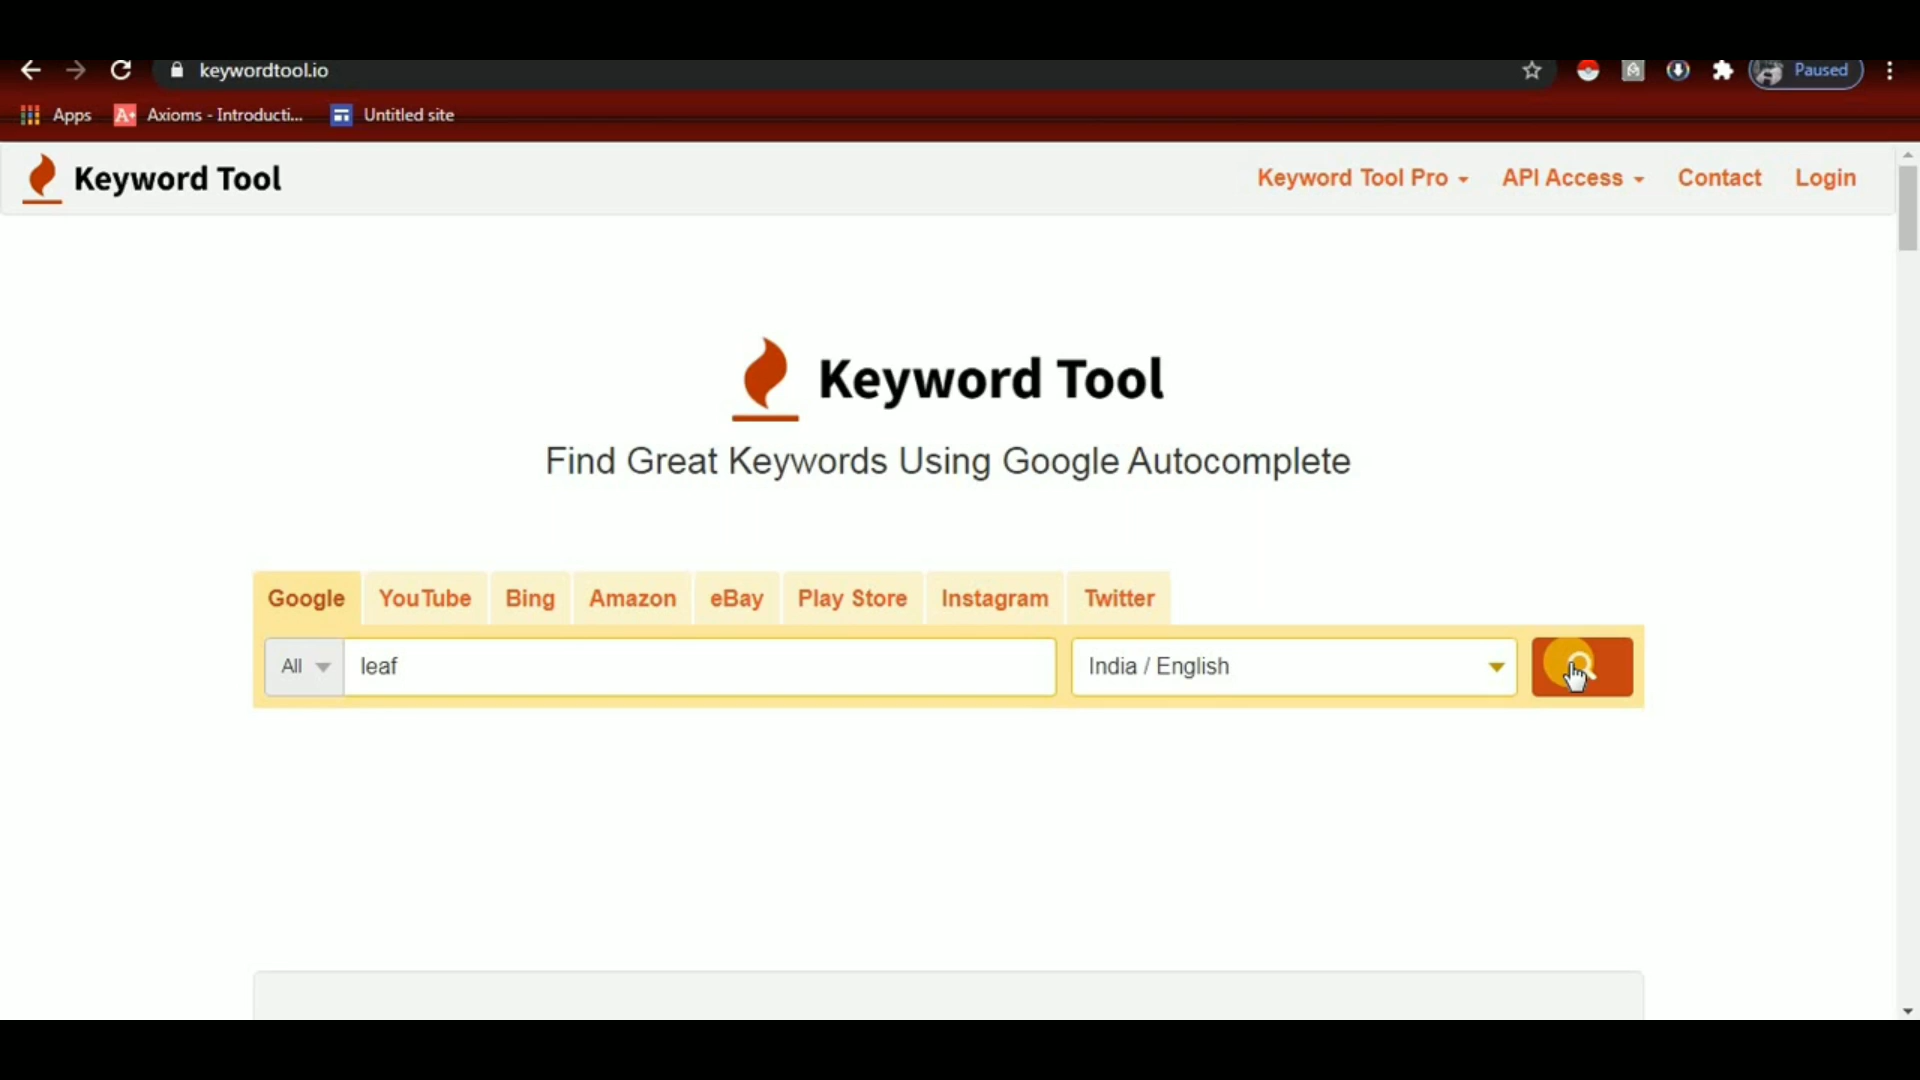 keywordtool.io
Paused
Apps
Axioms - Introducti...
Untitled site
Keyword Tool
Keyword Tool Pro
API Access
Contact
Login
Keyword Tool
Find Great Keywords Using Google Autocomplete
Google
YouTube
Bing
Amazon
eBay
Play Store
Instagram
Twitter
All
leaf
India / English